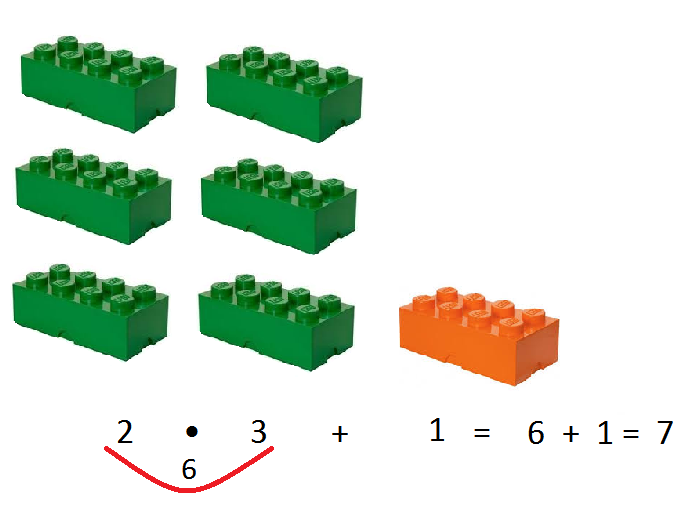 2 • 3 + 1 = 6 + 1 = 7
6